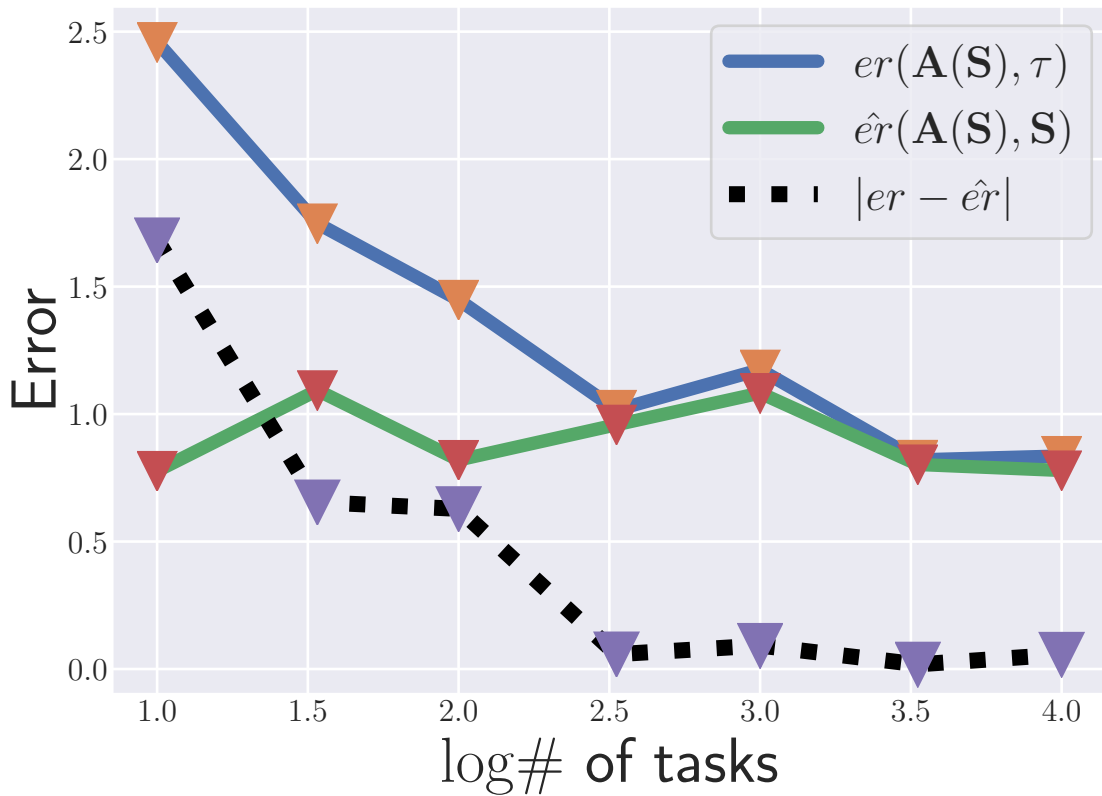 2.5
2.0
1.5
1.0
0.5
0.0
Error
1.0 1.5 2.0 2.5 3.0 3.5 4.0
log# of tasks
er(A(S), τ)
êr(A(S), S)
|er − êr|